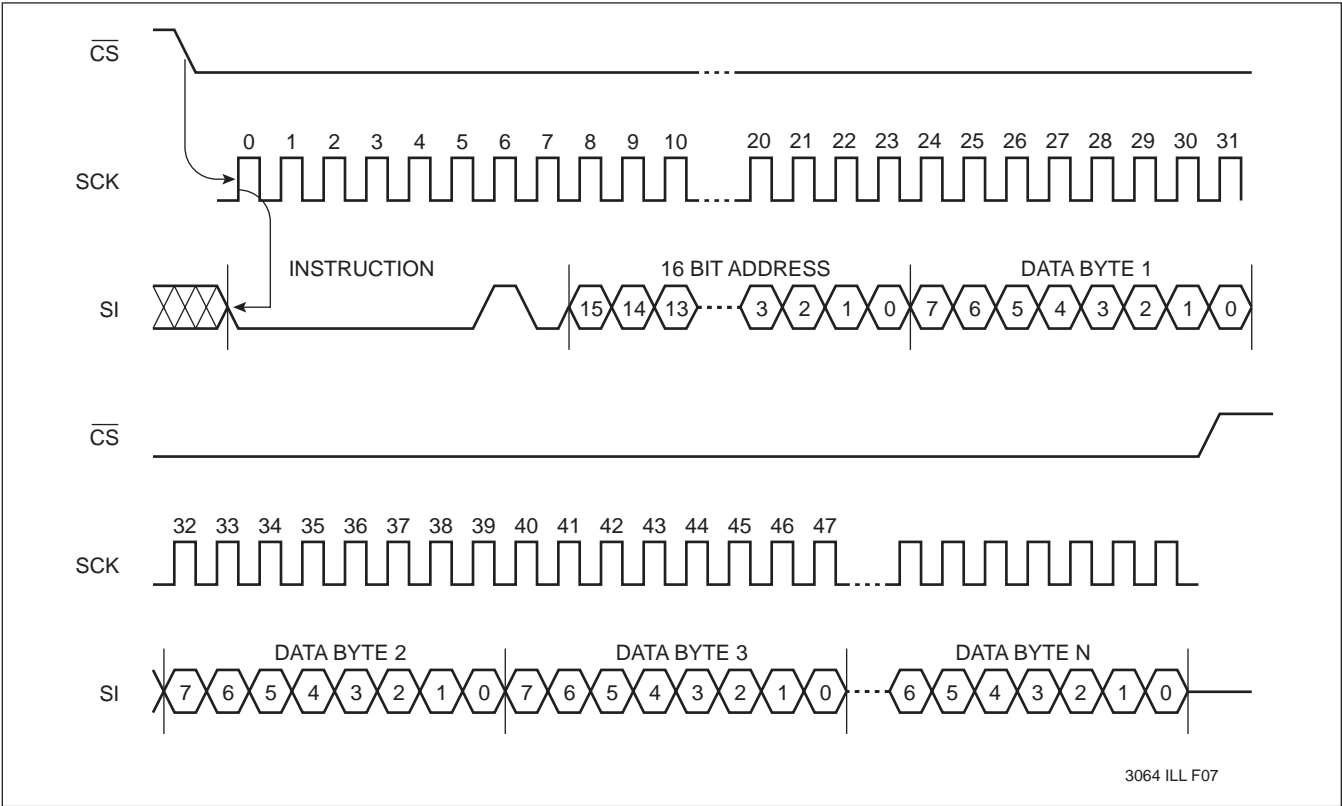 CS
0 1 2 3 4 5 6 7 8 9 10 20 21 22 23 24 25 26 27 28 29 30 31
SCK
INSTRUCTION 16 BIT ADDRESS DATA BYTE 1
SI 15 14 13 3 2 1 0 7 6 5 4 3 2 1 0
CS
32 33 34 35 36 37 38 39 40 41 42 43 44 45 46 47
SCK
DATA BYTE 2 DATA BYTE 3 DATA BYTE N
SI 7 6 5 4 3 2 1 0 7 6 5 4 3 2 1 0 6 5 4 3 2 1 0
3064 ILL F07